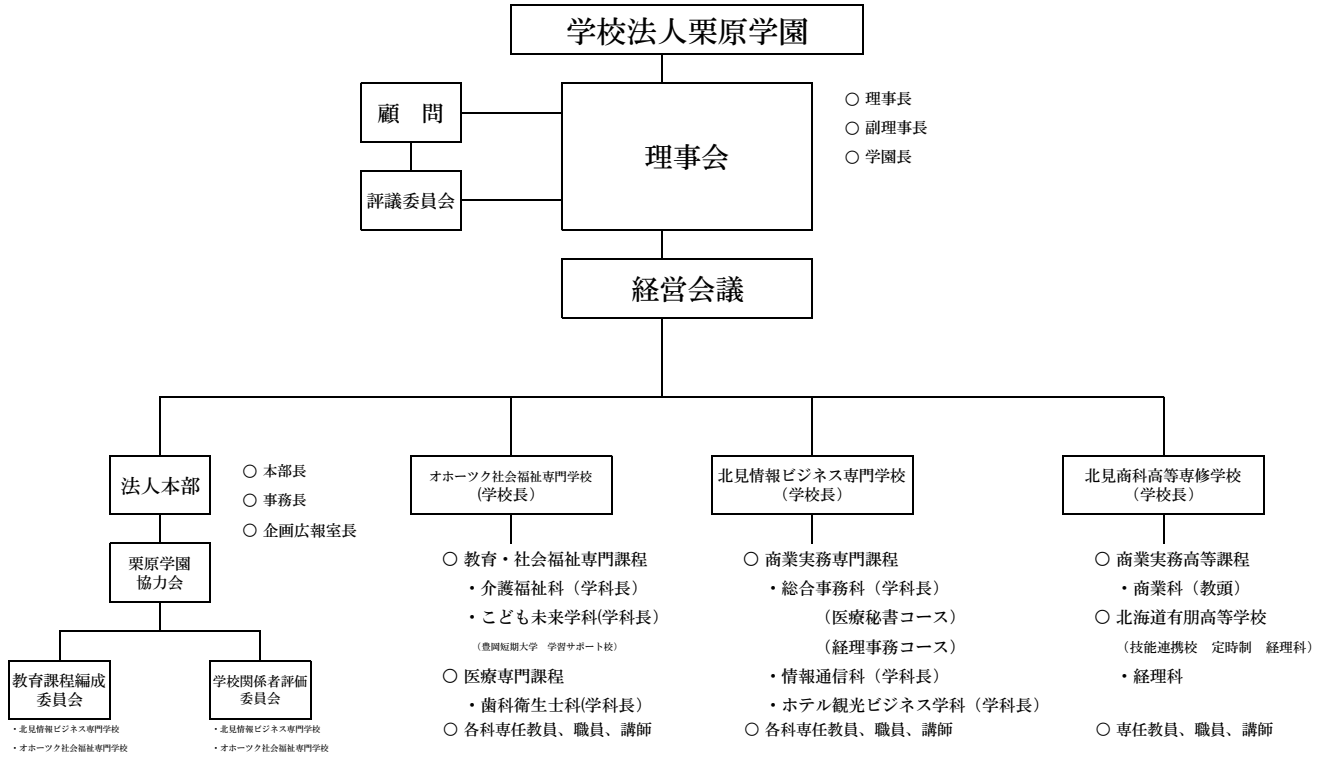 学校法人栗原学園
顧　問
理事会
〇 理事長
〇 副理事長
〇 学園長
評議委員会
経営会議
法人本部
〇 本部長
〇 事務長
〇 企画広報室長
栗原学園
協力会
教育課程編成
委員会
・北見情報ビジネス専門学校
・オホーツク社会福祉専門学校
学校関係者評価
委員会
・北見情報ビジネス専門学校
・オホーツク社会福祉専門学校
オホーツク社会福祉専門学校
(学校長）
〇 教育・社会福祉専門課程
・介護福祉科（学科長）
・こども未来学科(学科長）
（豊岡短期大学　学習サポート校）
〇 医療専門課程
・歯科衛生士科(学科長）
〇 各科専任教員、職員、講師
北見情報ビジネス専門学校
（学校長）
〇 商業実務専門課程
・総合事務科（学科長）
（医療秘書コース）
（経理事務コース）
・情報通信科（学科長）
・ホテル観光ビジネス学科（学科長）
〇 各科専任教員、職員、講師
北見商科高等専修学校
（学校長）
〇 商業実務高等課程
・商業科（教頭）
〇 北海道有朋高等学校
（技能連携校　定時制　経理科）
・経理科
〇 専任教員、職員、講師